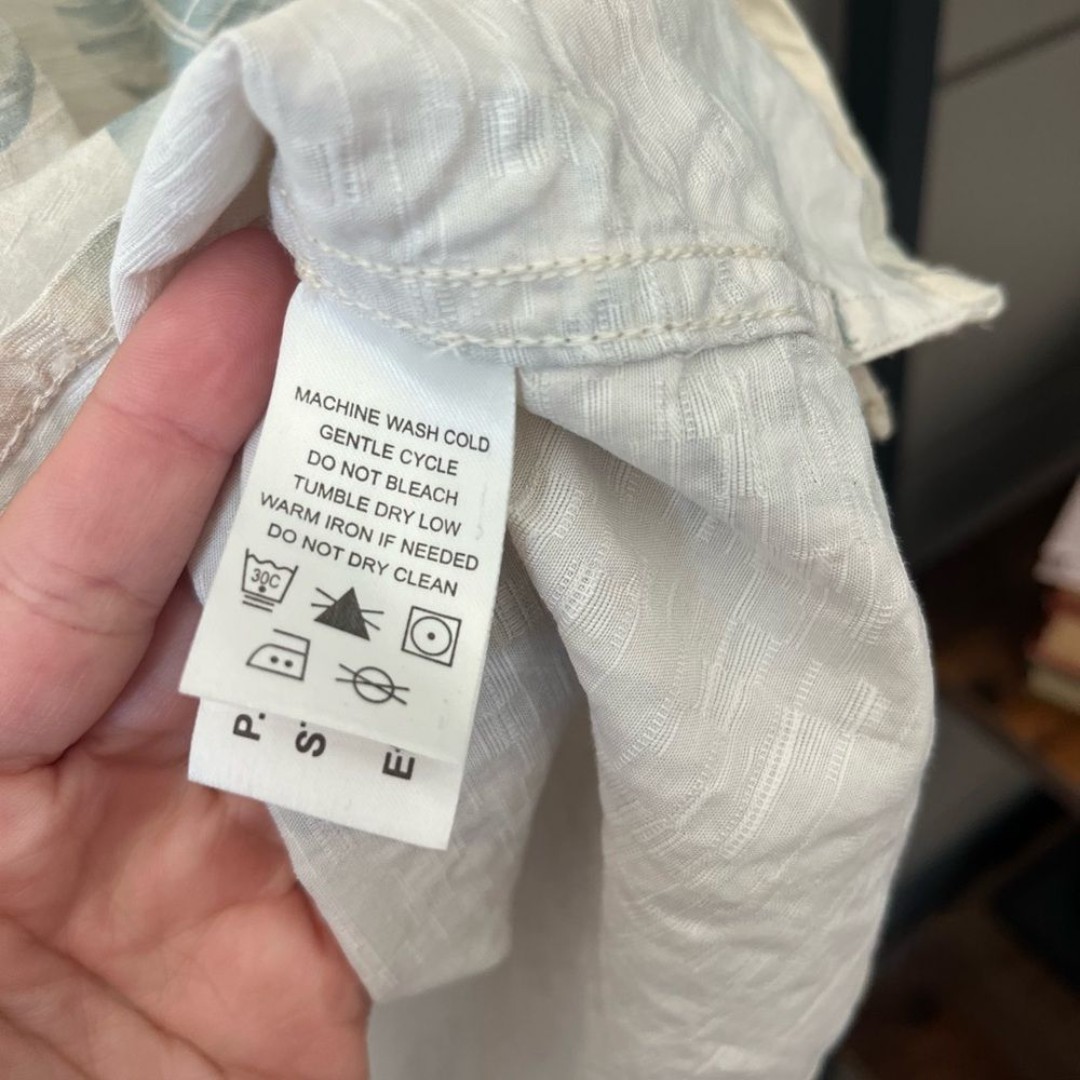 MACHINE WASH COLD
GENTLE CYCLE
DO NOT BLEACH
TUMBLE DRY LOW
WARM IRON IF NEEDED
DO NOT DRY CLEAN
30C
P.
S.
E.